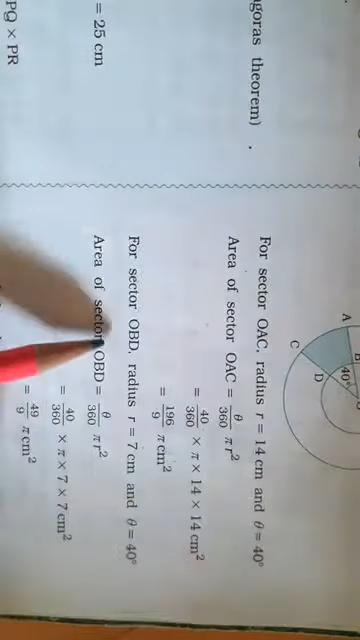 agoras theorem) .
= 25 cm
PQ × PR
A
B
C
D
40°
For sector OAC, radius r = 14 cm and θ = 40°
Area of sector OAC = θ/360 πr²
= 40/360 × π × 14 × 14 cm²
= 196/9 π cm²
For sector OBD, radius r = 7 cm and θ = 40°
Area of sector OBD = θ/360 πr²
= 40/360 × π × 7 × 7 cm²
= 49/9 π cm²